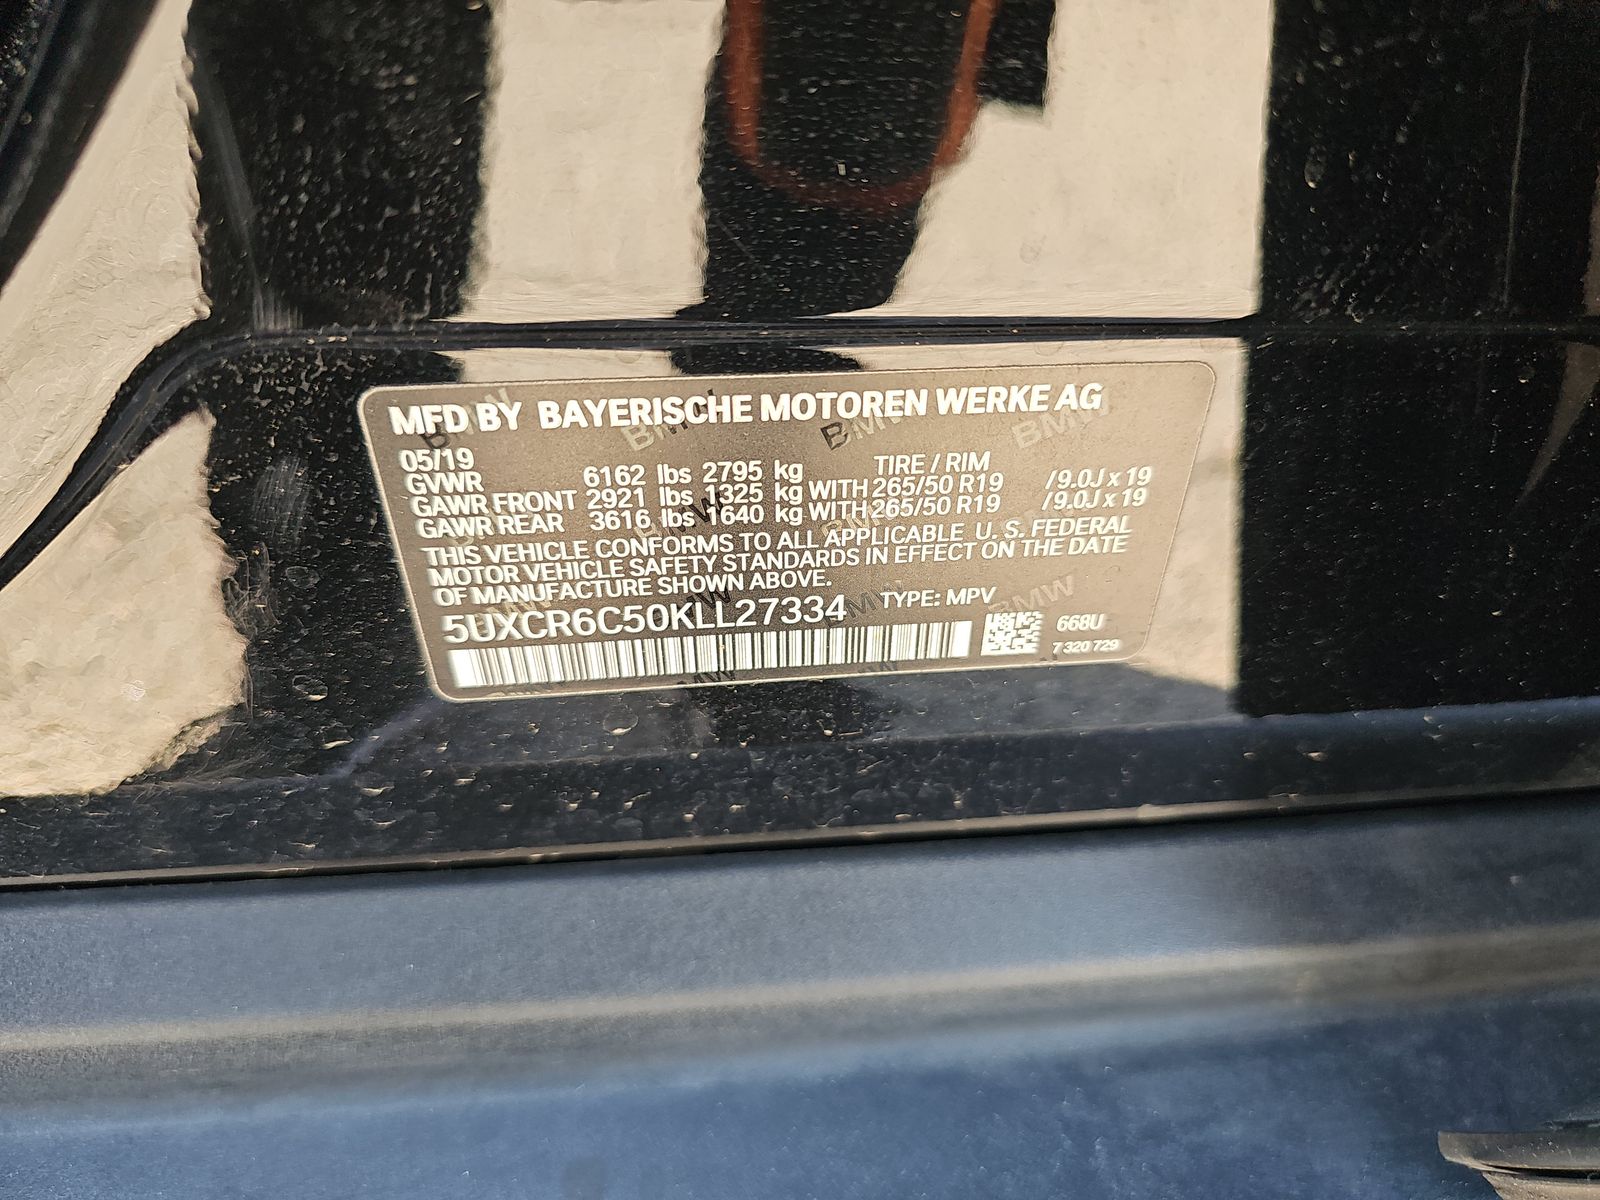 MFD BY BAYERISCHE MOTOREN WERKE AG
05/19
TIRE / RIM
GVWR 6162 lbs 2795 kg
GAWR FRONT 2921 lbs 1325 kg WITH 265/50 R19 / 9.0J x 19
GAWR REAR 3616 lbs 1640 kg WITH 265/50 R19 / 9.0J x 19
THIS VEHICLE CONFORMS TO ALL APPLICABLE U. S. FEDERAL
MOTOR VEHICLE SAFETY STANDARDS IN EFFECT ON THE DATE
OF MANUFACTURE SHOWN ABOVE.
5UXCR6C50KLL27334 TYPE: MPV
668U
7 320 729